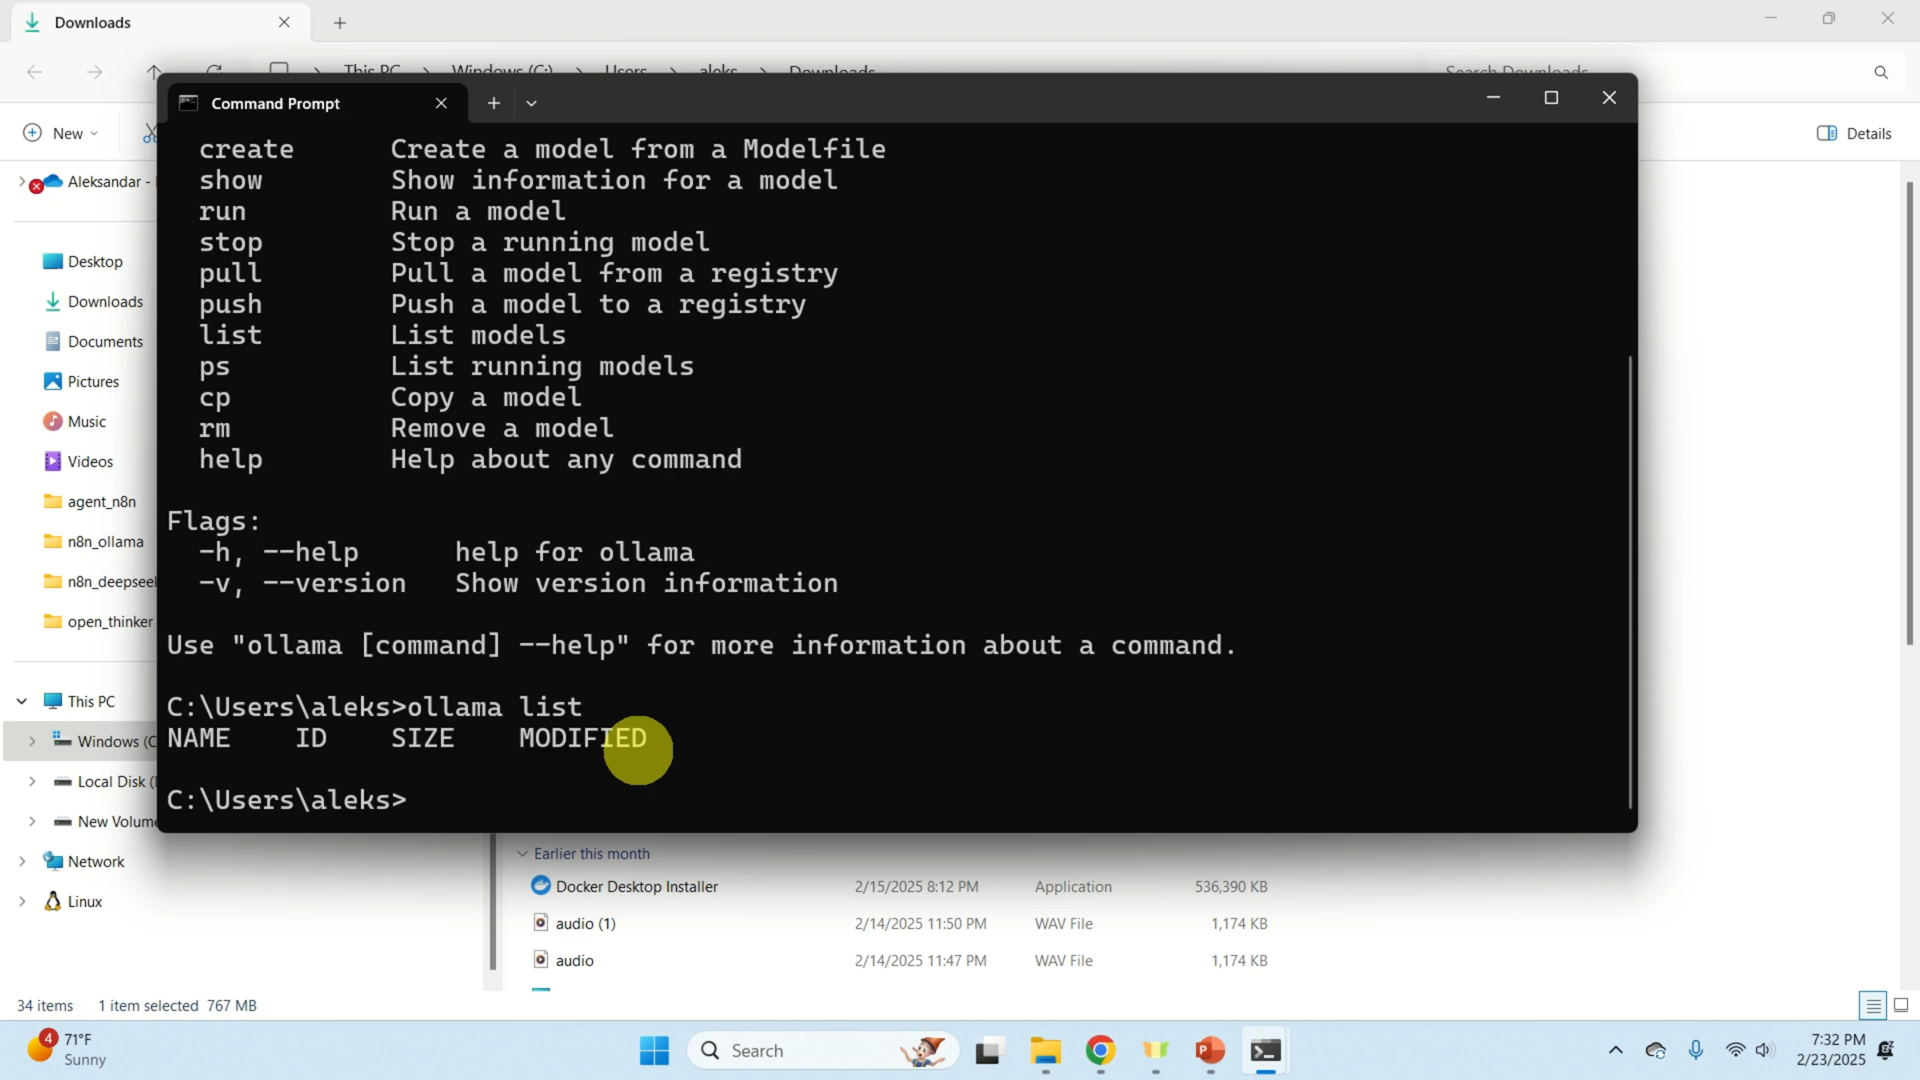 Downloads
This PC > Windows (C:) > Users > aleks > Downloads
Search Downloads
Command Prompt
New
Details
Aleksandar -
Desktop
Downloads
Documents
Pictures
Music
Videos
agent_n8n
n8n_ollama
n8n_deepseek
open_thinker
This PC
Windows (C
Local Disk (
New Volume
Network
Linux
create Create a model from a Modelfile
show Show information for a model
run Run a model
stop Stop a running model
pull Pull a model from a registry
push Push a model to a registry
list List models
ps List running models
cp Copy a model
rm Remove a model
help Help about any command
Flags:
-h, --help help for ollama
-v, --version Show version information
Use "ollama [command] --help" for more information about a command.
C:\Users\aleks>ollama list
NAME ID SIZE MODIFIED
C:\Users\aleks>
Earlier this month
Docker Desktop Installer 2/15/2025 8:12 PM Application 536,390 KB
audio (1) 2/14/2025 11:50 PM WAV File 1,174 KB
audio 2/14/2025 11:47 PM WAV File 1,174 KB
34 items 1 item selected 767 MB
4
71°F
Sunny
Search
7:32 PM
2/23/2025